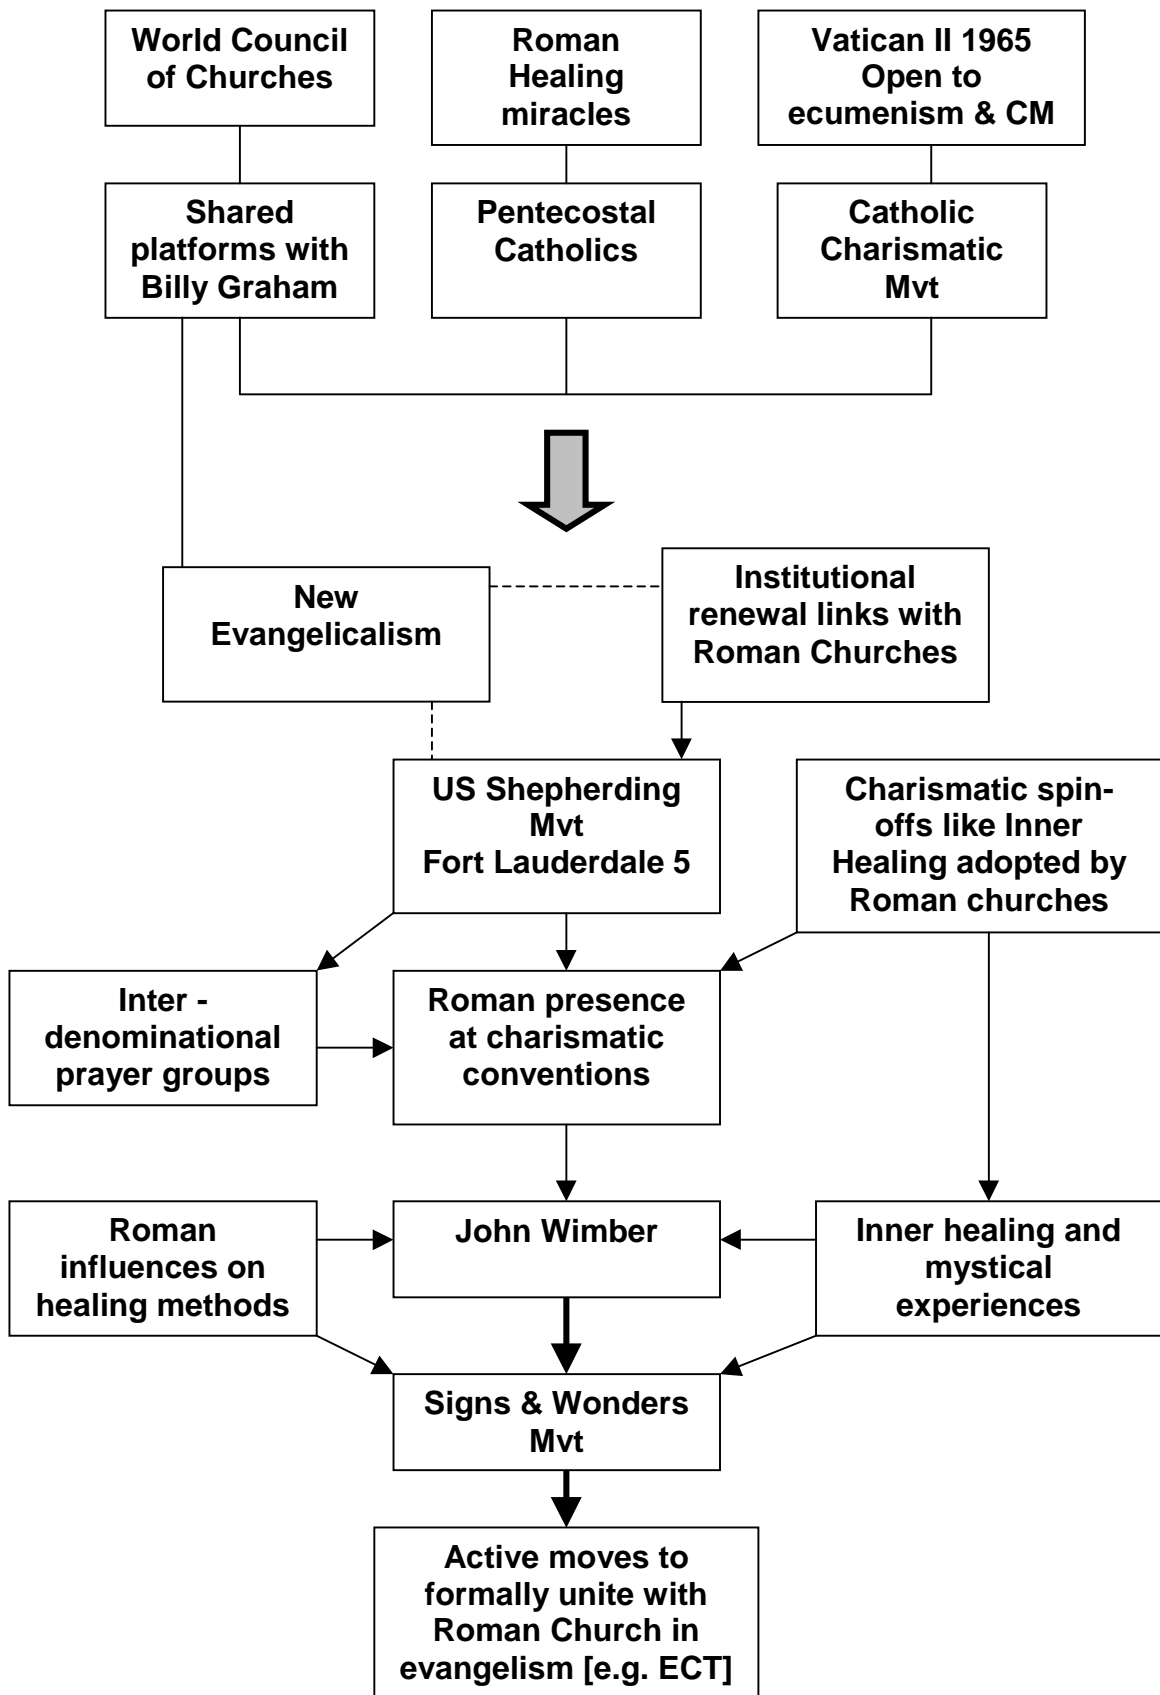 World Council
of Churches
Roman
Healing
miracles
Vatican II 1965
Open to
ecumenism & CM
Shared
platforms with
Billy Graham
Pentecostal
Catholics
Catholic
Charismatic
Mvt
New
Evangelicalism
Institutional
renewal links with
Roman Churches
US Shepherding
Mvt
Fort Lauderdale 5
Charismatic spin-
offs like Inner
Healing adopted by
Roman churches
Inter -
denominational
prayer groups
Roman presence
at charismatic
conventions
Roman
influences on
healing methods
John Wimber
Inner healing and
mystical
experiences
Signs & Wonders
Mvt
Active moves to
formally unite with
Roman Church in
evangelism [e.g. ECT]